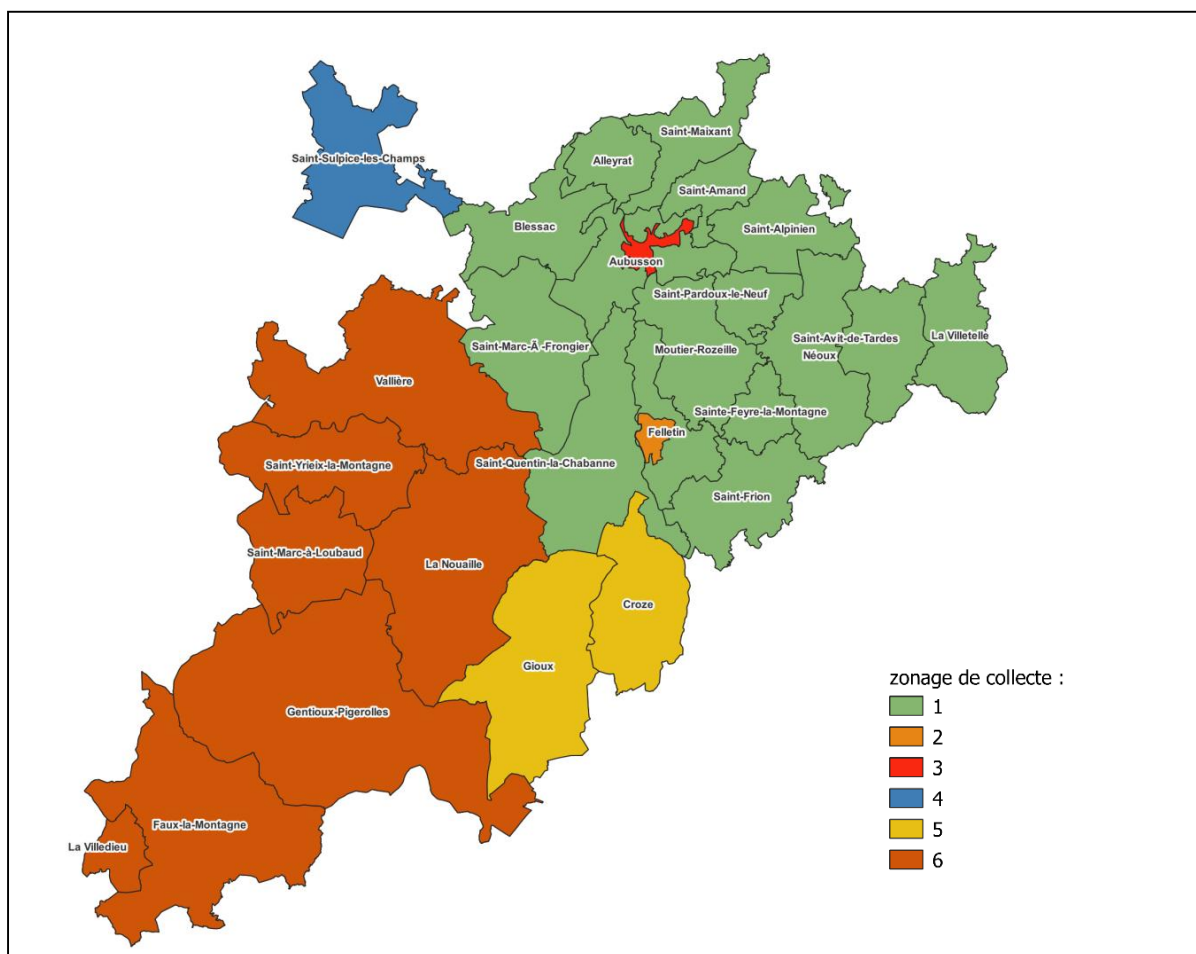 Saint-Maixant
Saint-Sulpice-les-Champs
Alleyrat
Saint-Amand
Blessac
Saint-Alpinien
Aubusson
Saint-Pardoux-le-Neuf
Saint-Marc-Ã -Frongier
Moutier-Rozeille
Saint-Avit-de-Tardes
La Villetelle
Néoux
Vallière
Sainte-Feyre-la-Montagne
Felletin
Saint-Yrieix-la-Montagne
Saint-Quentin-la-Chabanne
Saint-Frion
Saint-Marc-à-Loubaud
La Nouaille
Croze
Gioux
Gentioux-Pigerolles
Faux-la-Montagne
La Villedieu
zonage de collecte :
1
2
3
4
5
6